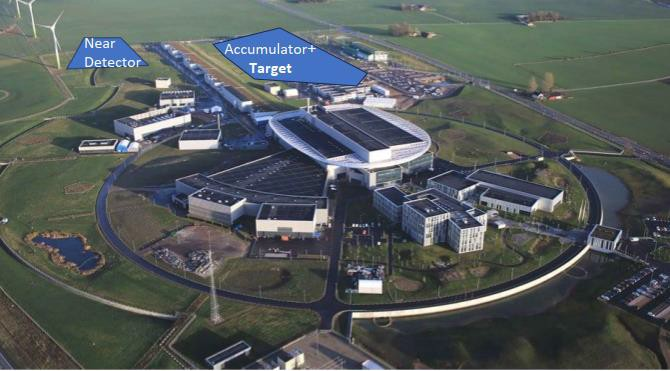 Near
Detector
Accumulator+
Target